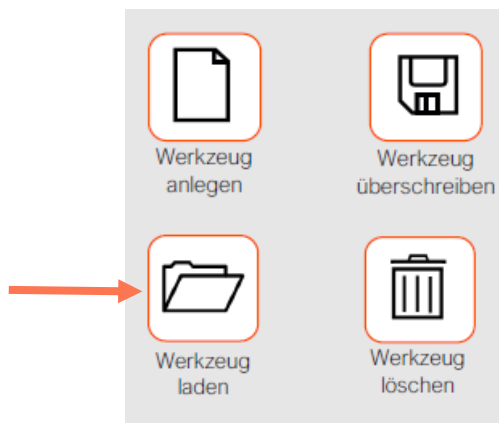 Werkzeug
anlegen
Werkzeug
überschreiben
Werkzeug
laden
Werkzeug
löschen